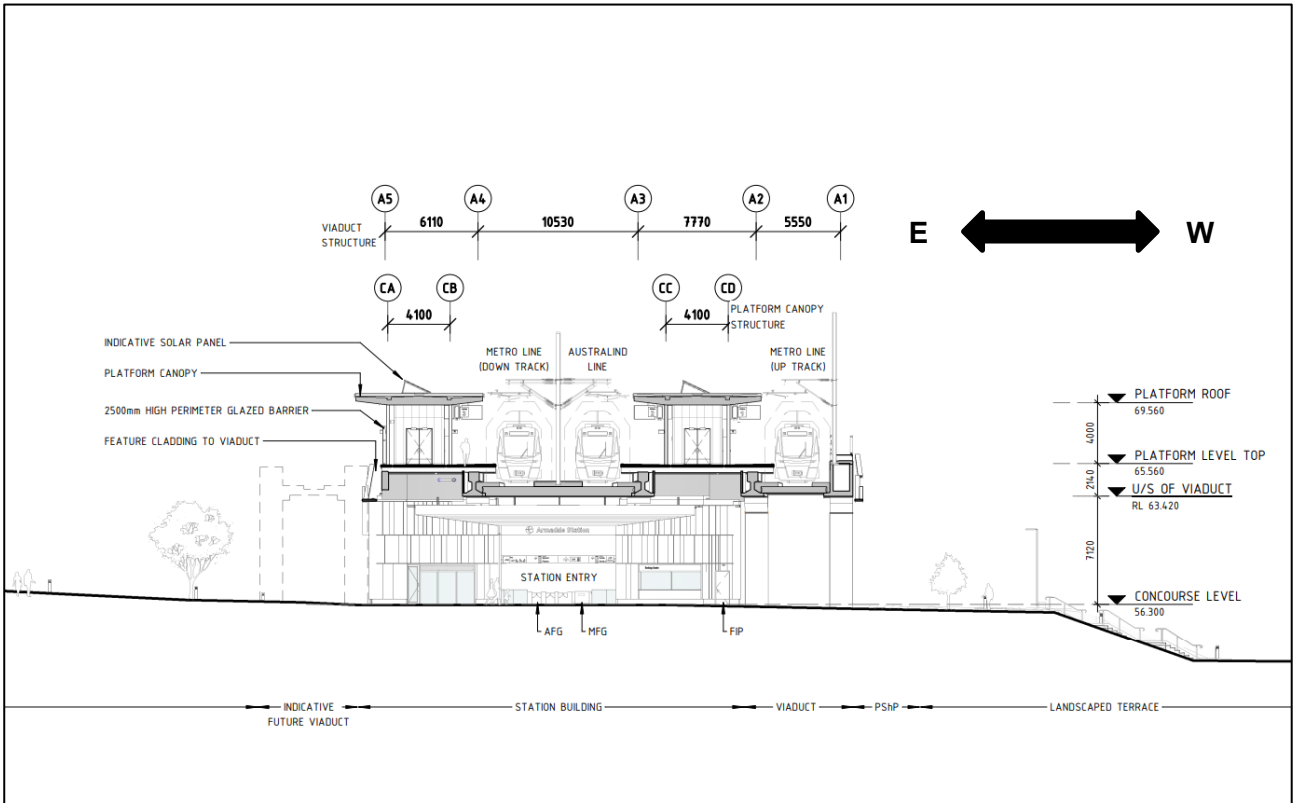 A5
A4
A3
A2
A1
6110
10530
7770
5550
VIADUCT
STRUCTURE
E
W
CA
CB
CC
CD
4100
4100
PLATFORM CANOPY
STRUCTURE
INDICATIVE SOLAR PANEL
PLATFORM CANOPY
2500mm HIGH PERIMETER GLAZED BARRIER
FEATURE CLADDING TO VIADUCT
METRO LINE
(DOWN TRACK)
AUSTRALIND
LINE
METRO LINE
(UP TRACK)
PLATFORM ROOF
69.560
4000
PLATFORM LEVEL TOP
65.560
2140
U/S OF VIADUCT
RL 63.420
7120
CONCOURSE LEVEL
56.300
Armadale Station
STATION ENTRY
AFG
MFG
FIP
INDICATIVE
FUTURE VIADUCT
STATION BUILDING
VIADUCT
PShP
LANDSCAPED TERRACE